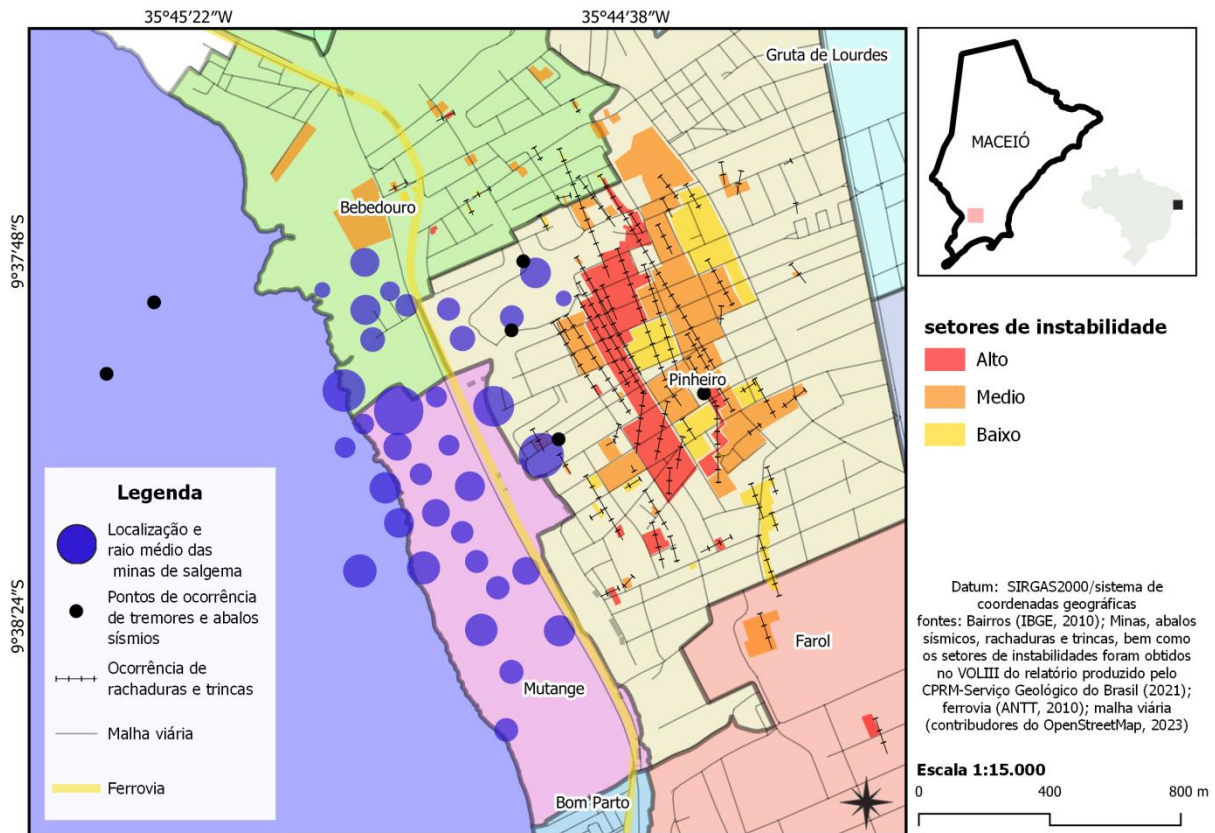 35°45'22"W
35°44'38"W
9°37'48"S
9°38'24"S
Gruta de Lourdes
Bebedouro
Pinheiro
Farol
Mutange
Bom Parto
Legenda
Localização e
raio médio das
minas de salgema
Pontos de ocorrência
de tremores e abalos
sísmios
Ocorrência de
rachaduras e trincas
Malha viária
Ferrovia
MACEIÓ
setores de instabilidade
Alto
Medio
Baixo
Datum: SIRGAS2000/sistema de
coordenadas geográficas
fontes: Bairros (IBGE, 2010); Minas, abalos
sísmicos, rachaduras e trincas, bem como
os setores de instabilidades foram obtidos
no VOLIII do relatório produzido pelo
CPRM-Serviço Geológico do Brasil (2021);
ferrovia (ANTT, 2010); malha viária
(contribudores do OpenStreetMap, 2023)
Escala 1:15.000
0 400 800 m